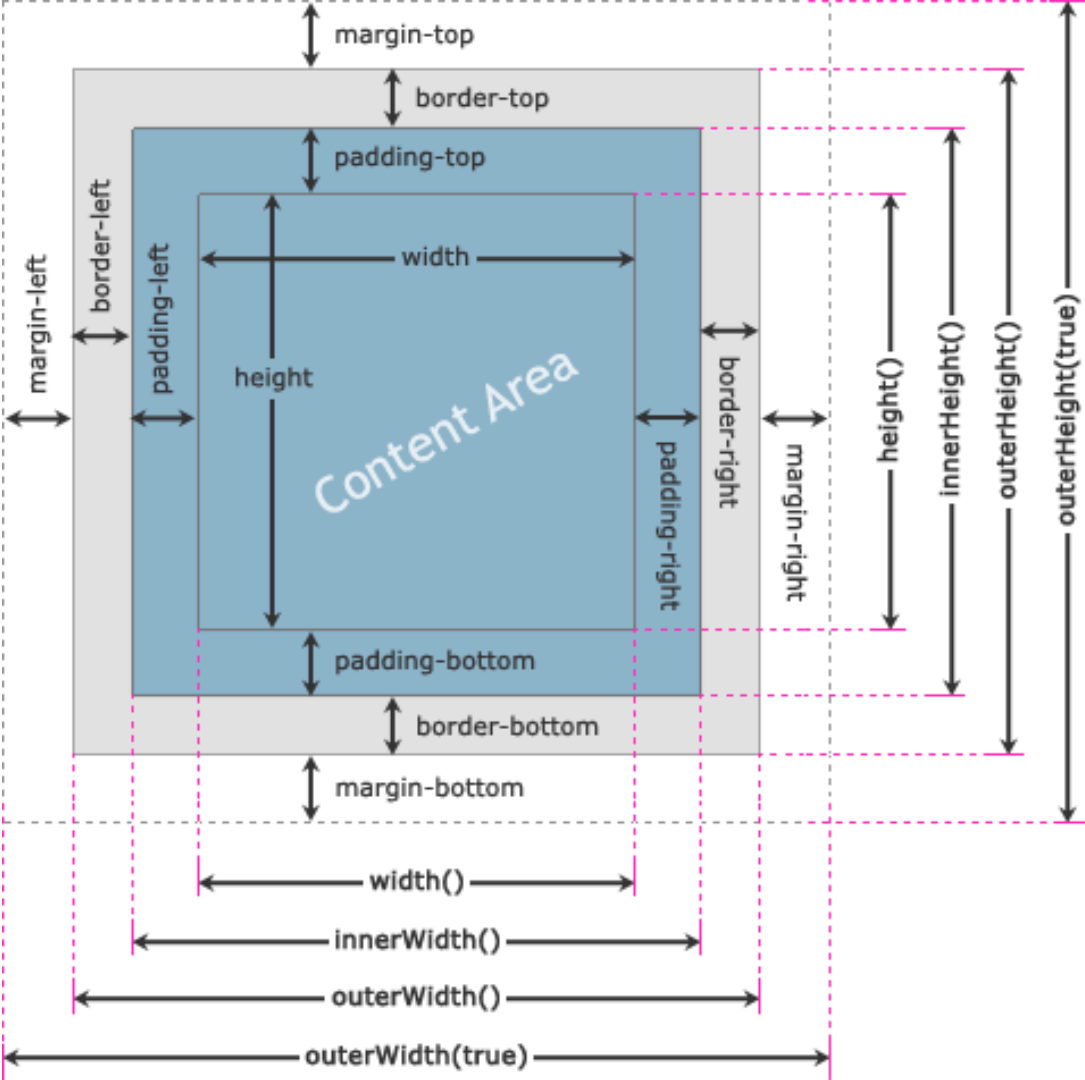 margin-top
border-top
padding-top
width
height
Content Area
margin-left
border-left
padding-left
padding-right
border-right
margin-right
height()
innerHeight()
outerHeight()
outerHeight(true)
padding-bottom
border-bottom
margin-bottom
width()
innerWidth()
outerWidth()
outerWidth(true)